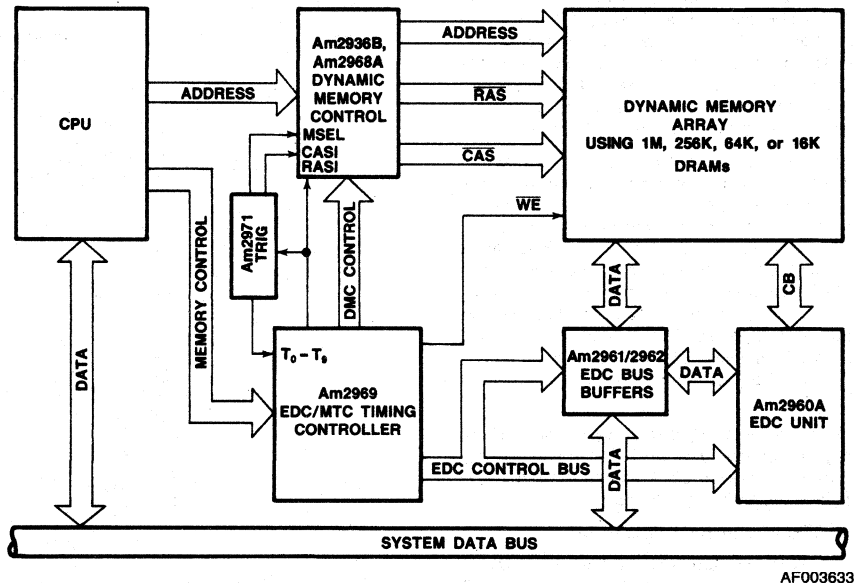 CPU
ADDRESS
Am2936B,
Am2968A
DYNAMIC
MEMORY
CONTROL
MSEL
CASI
RASI
ADDRESS
RAS
CAS
WE
DYNAMIC MEMORY
ARRAY
USING 1M, 256K, 64K, or 16K
DRAMs
Am2971
TRIG
MEMORY CONTROL
DMC CONTROL
DATA
T0 – T9
Am2969
EDC/MTC TIMING
CONTROLLER
DATA
CB
Am2961/2962
EDC BUS
BUFFERS
DATA
Am2960A
EDC UNIT
EDC CONTROL BUS
DATA
SYSTEM DATA BUS
AF003633